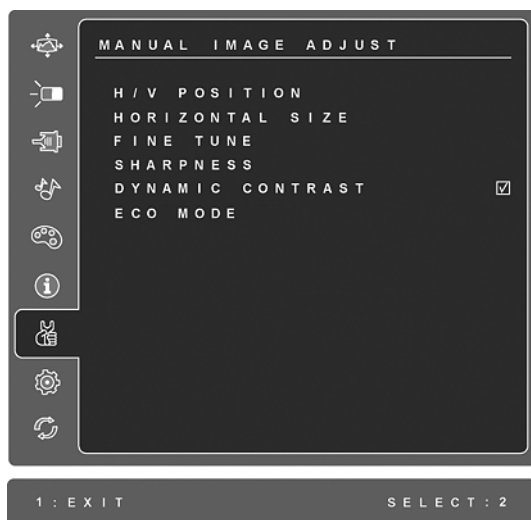 MANUAL IMAGE ADJUST
H/V POSITION
HORIZONTAL SIZE
FINE TUNE
SHARPNESS
DYNAMIC CONTRAST ☑
ECO MODE
1:EXIT SELECT:2